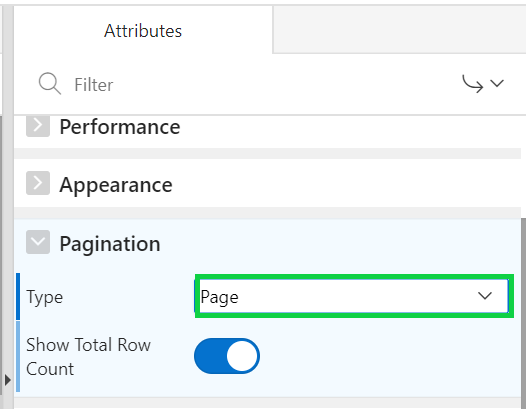 Attributes
Filter
Performance
Appearance
Pagination
Type
Page
Show Total Row
Count